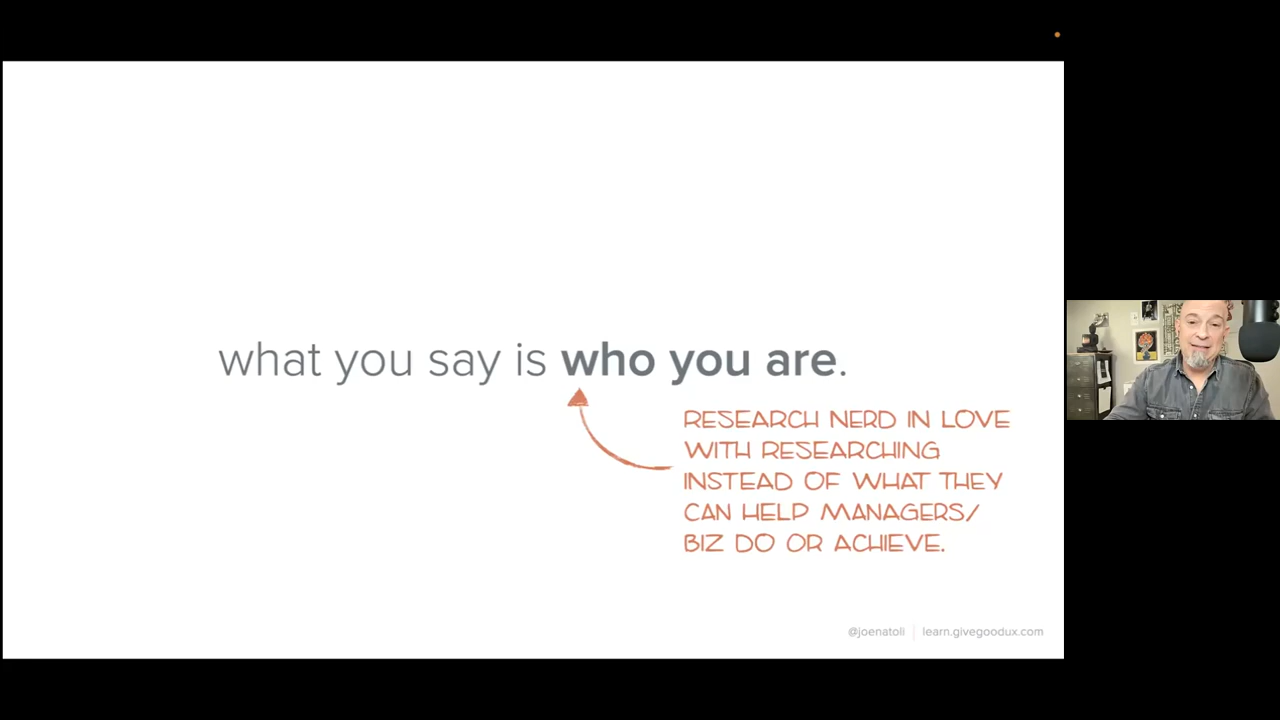 what you say is who you are.
RESEARCH NERD IN LOVE
WITH RESEARCHING
INSTEAD OF WHAT THEY
CAN HELP MANAGERS/
BIZ DO OR ACHIEVE.
@joenatoli | learn.givegoodux.com